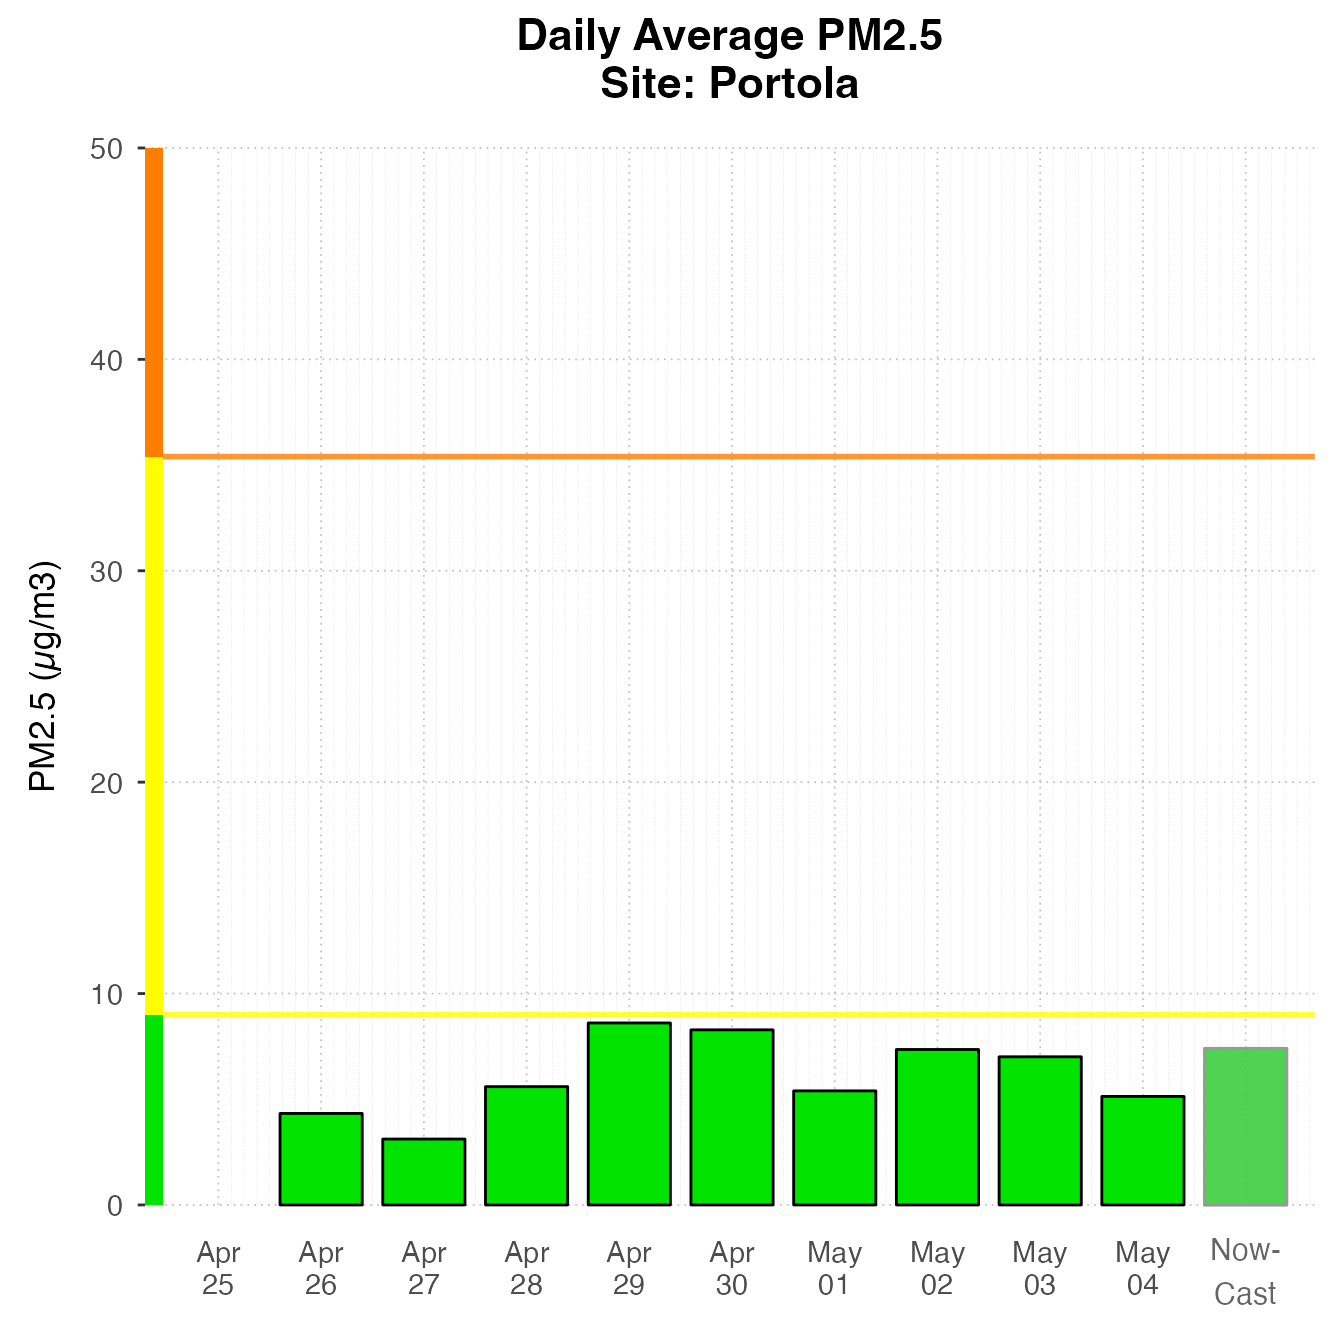 Daily Average PM2.5
Site: Portola
PM2.5 (µg/m3)
50
40
30
20
10
0
Apr Apr Apr Apr Apr Apr May May May May Now-
25 26 27 28 29 30 01 02 03 04 Cast